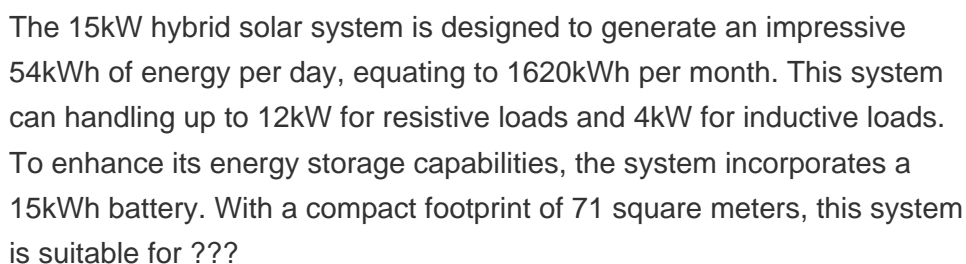 The 15kW hybrid solar system is designed to generate an impressive
54kWh of energy per day, equating to 1620kWh per month. This system
can handling up to 12kW for resistive loads and 4kW for inductive loads.
To enhance its energy storage capabilities, the system incorporates a
15kWh battery. With a compact footprint of 71 square meters, this system
is suitable for ???